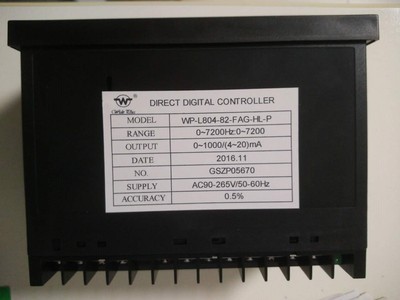 W
DIRECT DIGITAL CONTROLLER
MODEL WP-L804-82-FAG-HL-P
RANGE 0~7200Hz:0~7200
OUTPUT 0~1000/(4~20)mA
DATE 2016.11
NO. GSZP05670
SUPPLY AC90-265V/50-60Hz
ACCURACY 0.5%